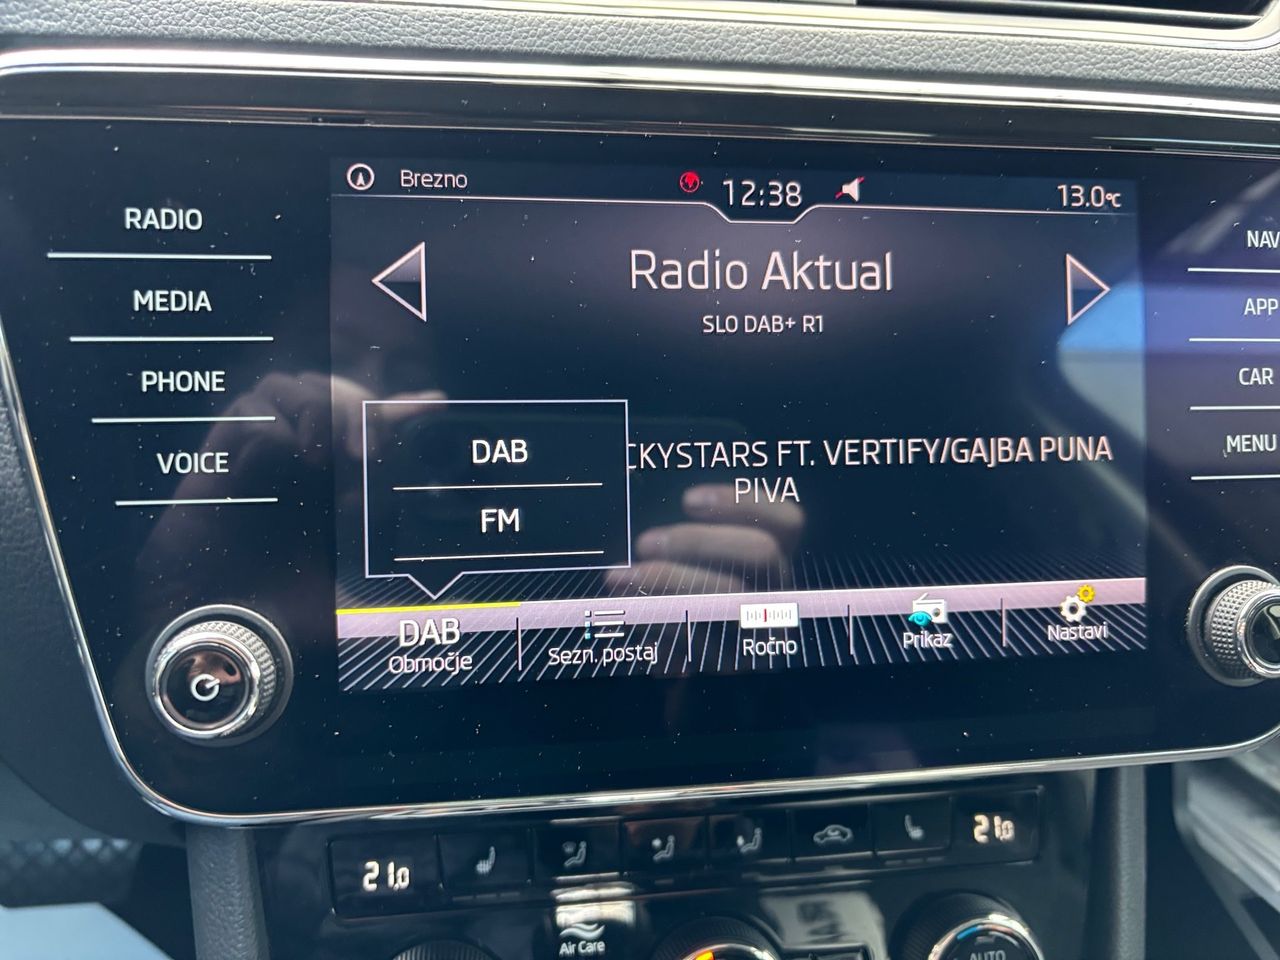 Brezno
12:38
13.0°C
RADIO
MEDIA
PHONE
VOICE
Radio Aktual
SLO DAB+ R1
NAV
APP
CAR
MENU
DAB
FM
CKYSTARS FT. VERTIFY/GAJBA PUNA
PIVA
DAB
Območje
Sezn. postaj
Ročno
Prikaz
Nastavi
21,0
21,0
Air Care
AUTO